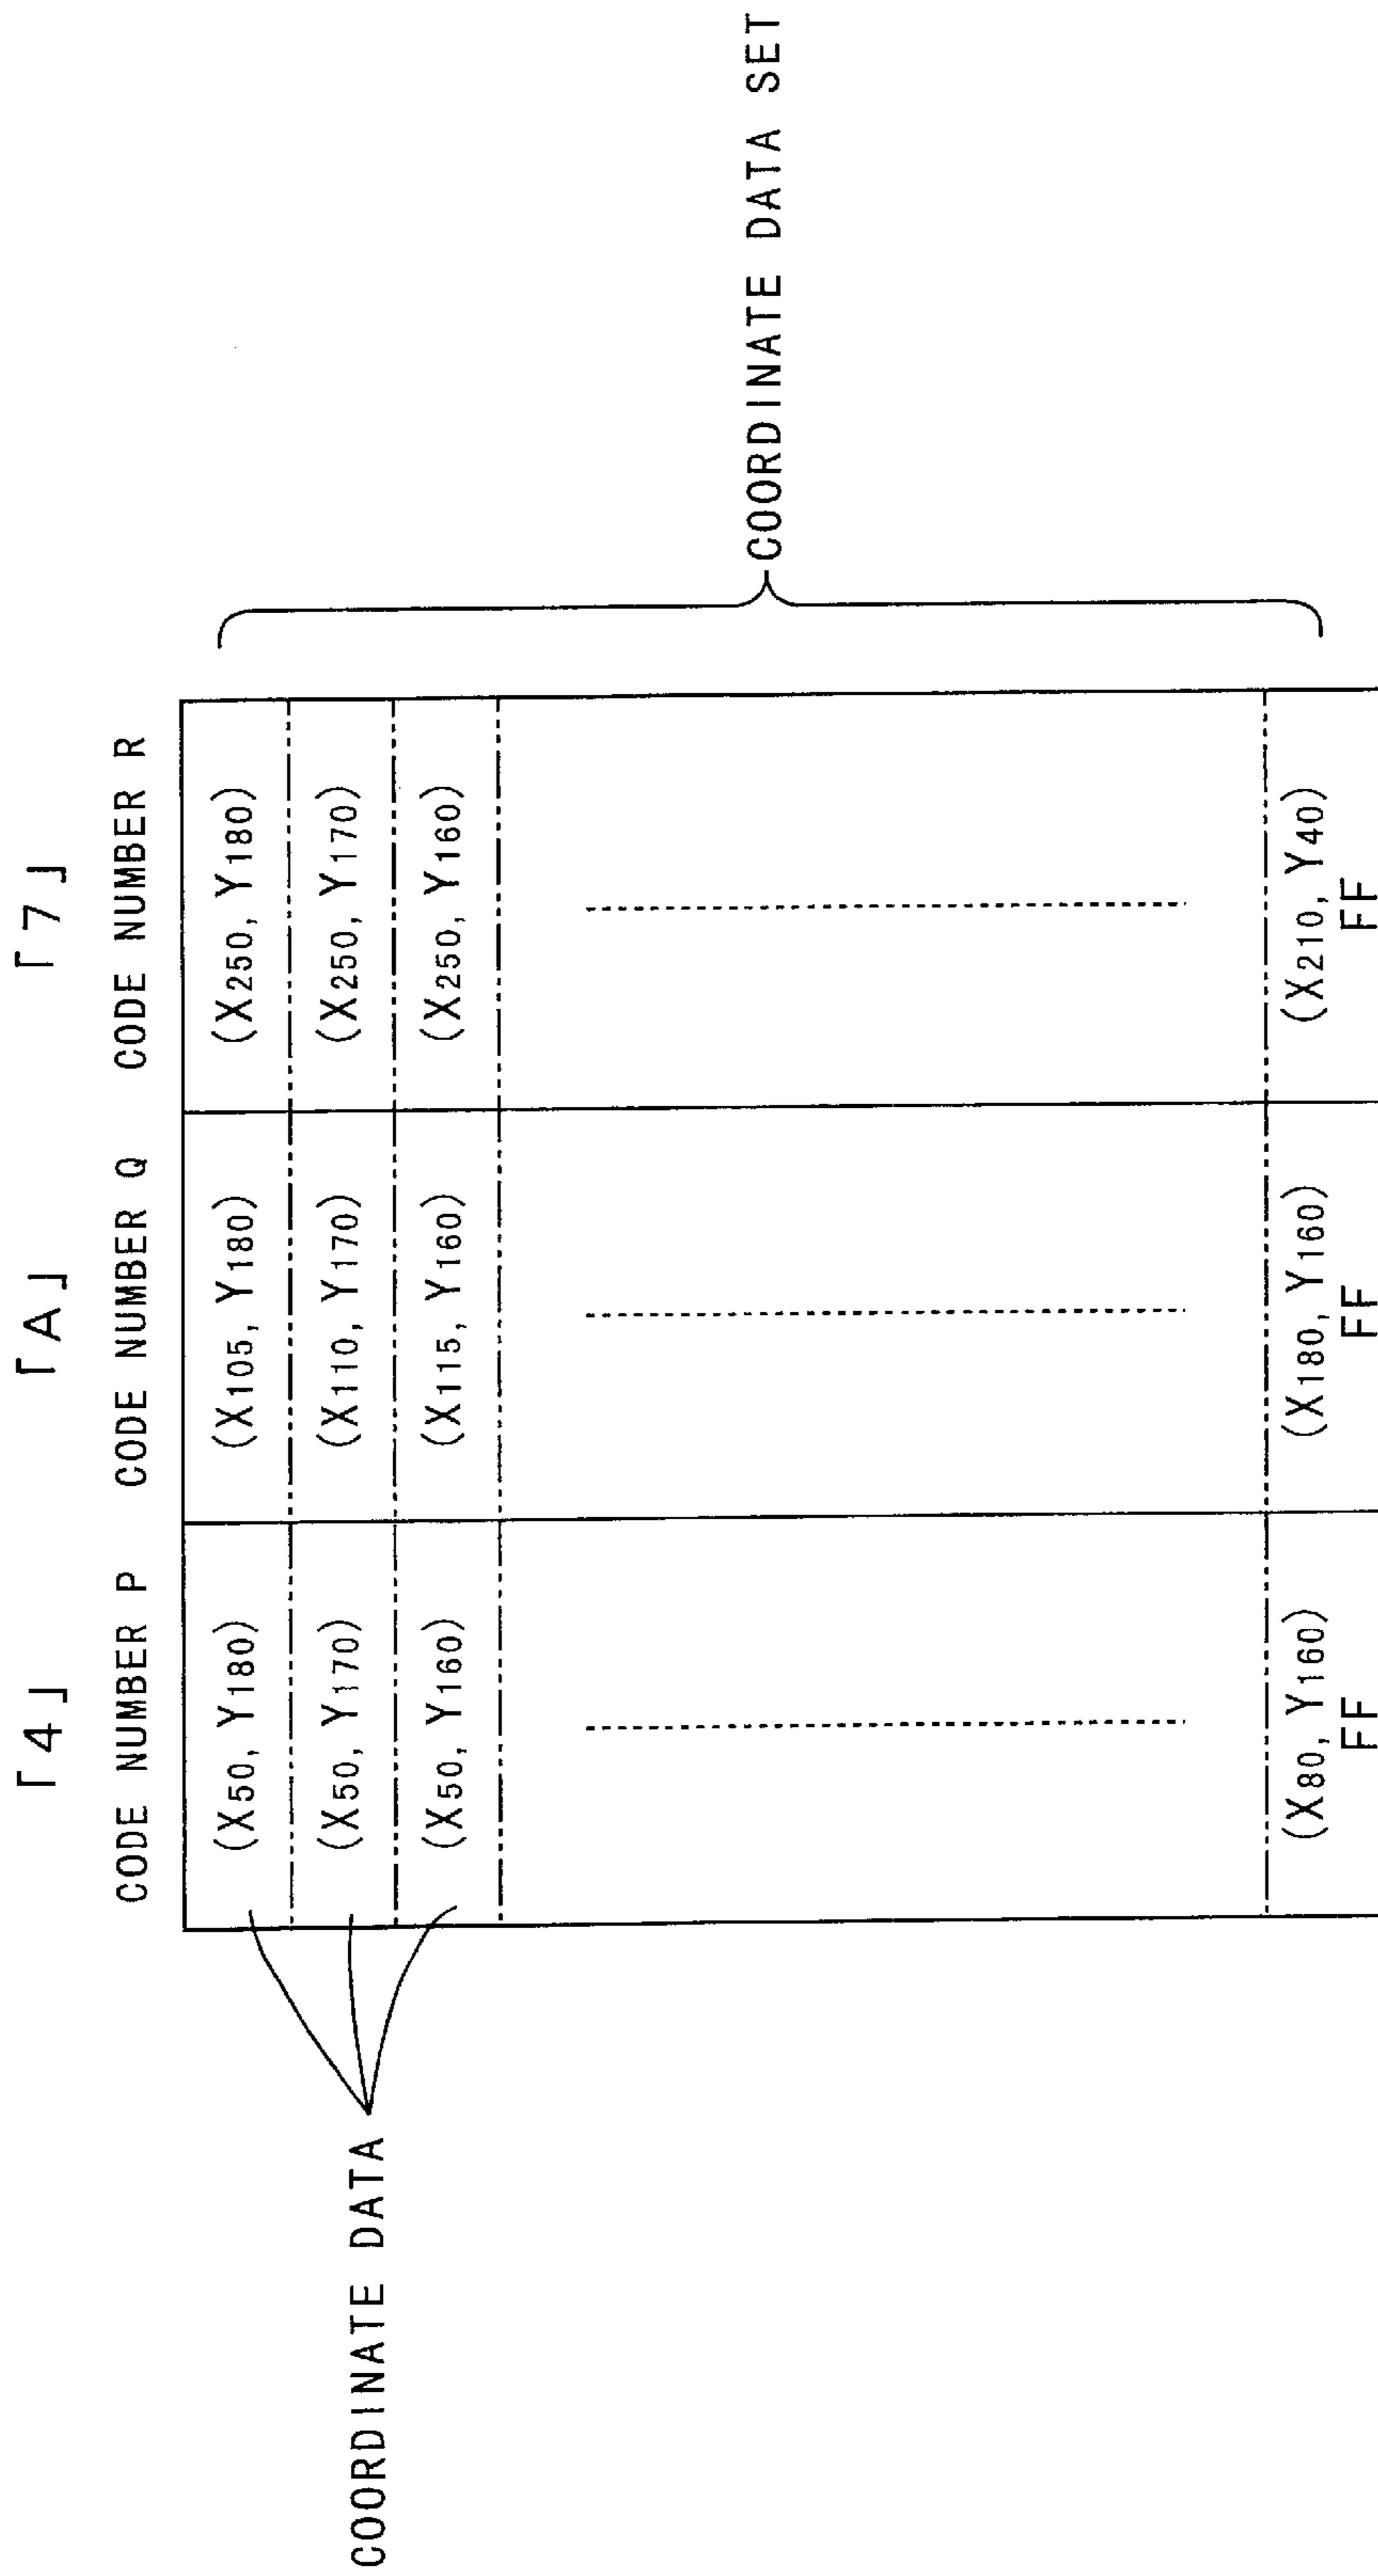 「4」 「A」 「7」
CODE NUMBER P CODE NUMBER Q CODE NUMBER R
(X50, Y180) (X105, Y180) (X250, Y180)
(X50, Y170) (X110, Y170) (X250, Y170)
(X50, Y160) (X115, Y160) (X250, Y160)
(X80, Y160) (X180, Y160) (X210, Y40)
FF FF FF
COORDINATE DATA
COORDINATE DATA SET